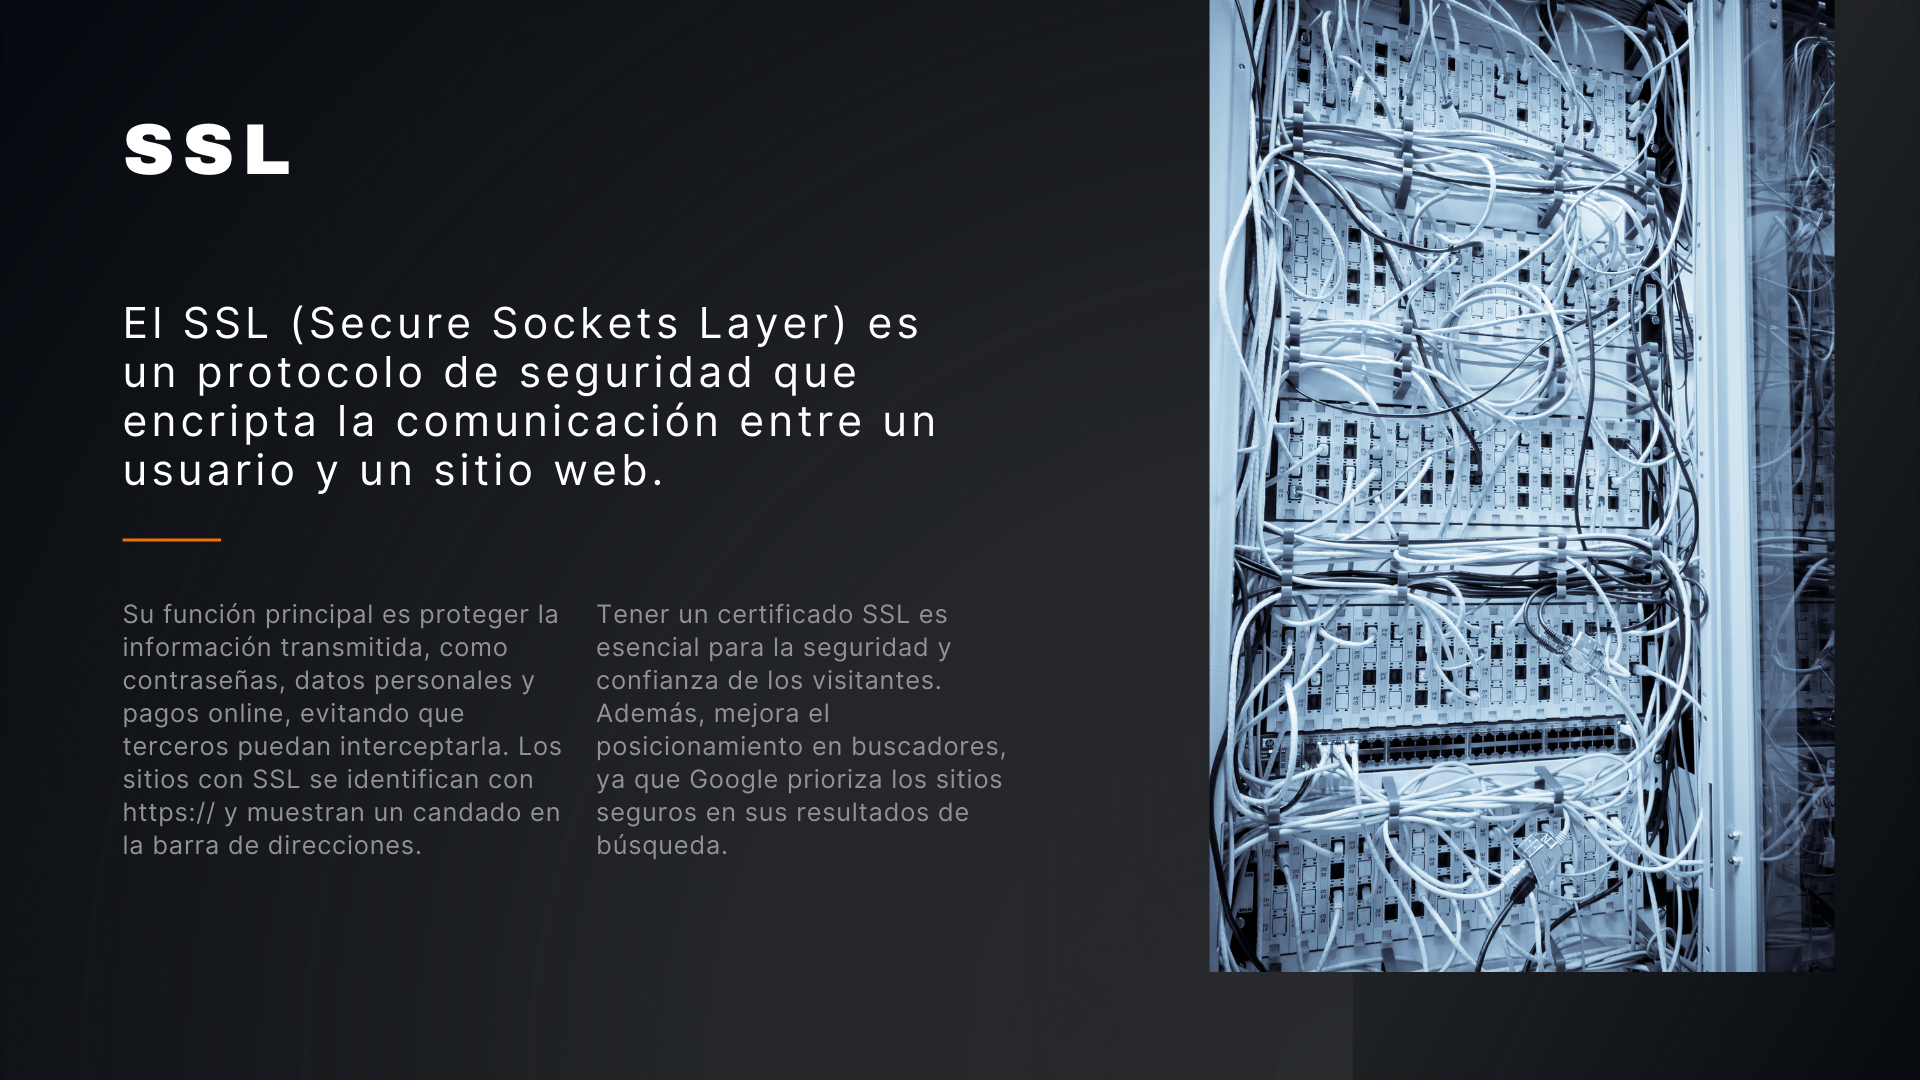 SSL
El SSL (Secure Sockets Layer) es
un protocolo de seguridad que
encripta la comunicación entre un
usuario y un sitio web.
Su función principal es proteger la
información transmitida, como
contraseñas, datos personales y
pagos online, evitando que
terceros puedan interceptarla. Los
sitios con SSL se identifican con
https:// y muestran un candado en
la barra de direcciones.
Tener un certificado SSL es
esencial para la seguridad y
confianza de los visitantes.
Además, mejora el
posicionamiento en buscadores,
ya que Google prioriza los sitios
seguros en sus resultados de
búsqueda.